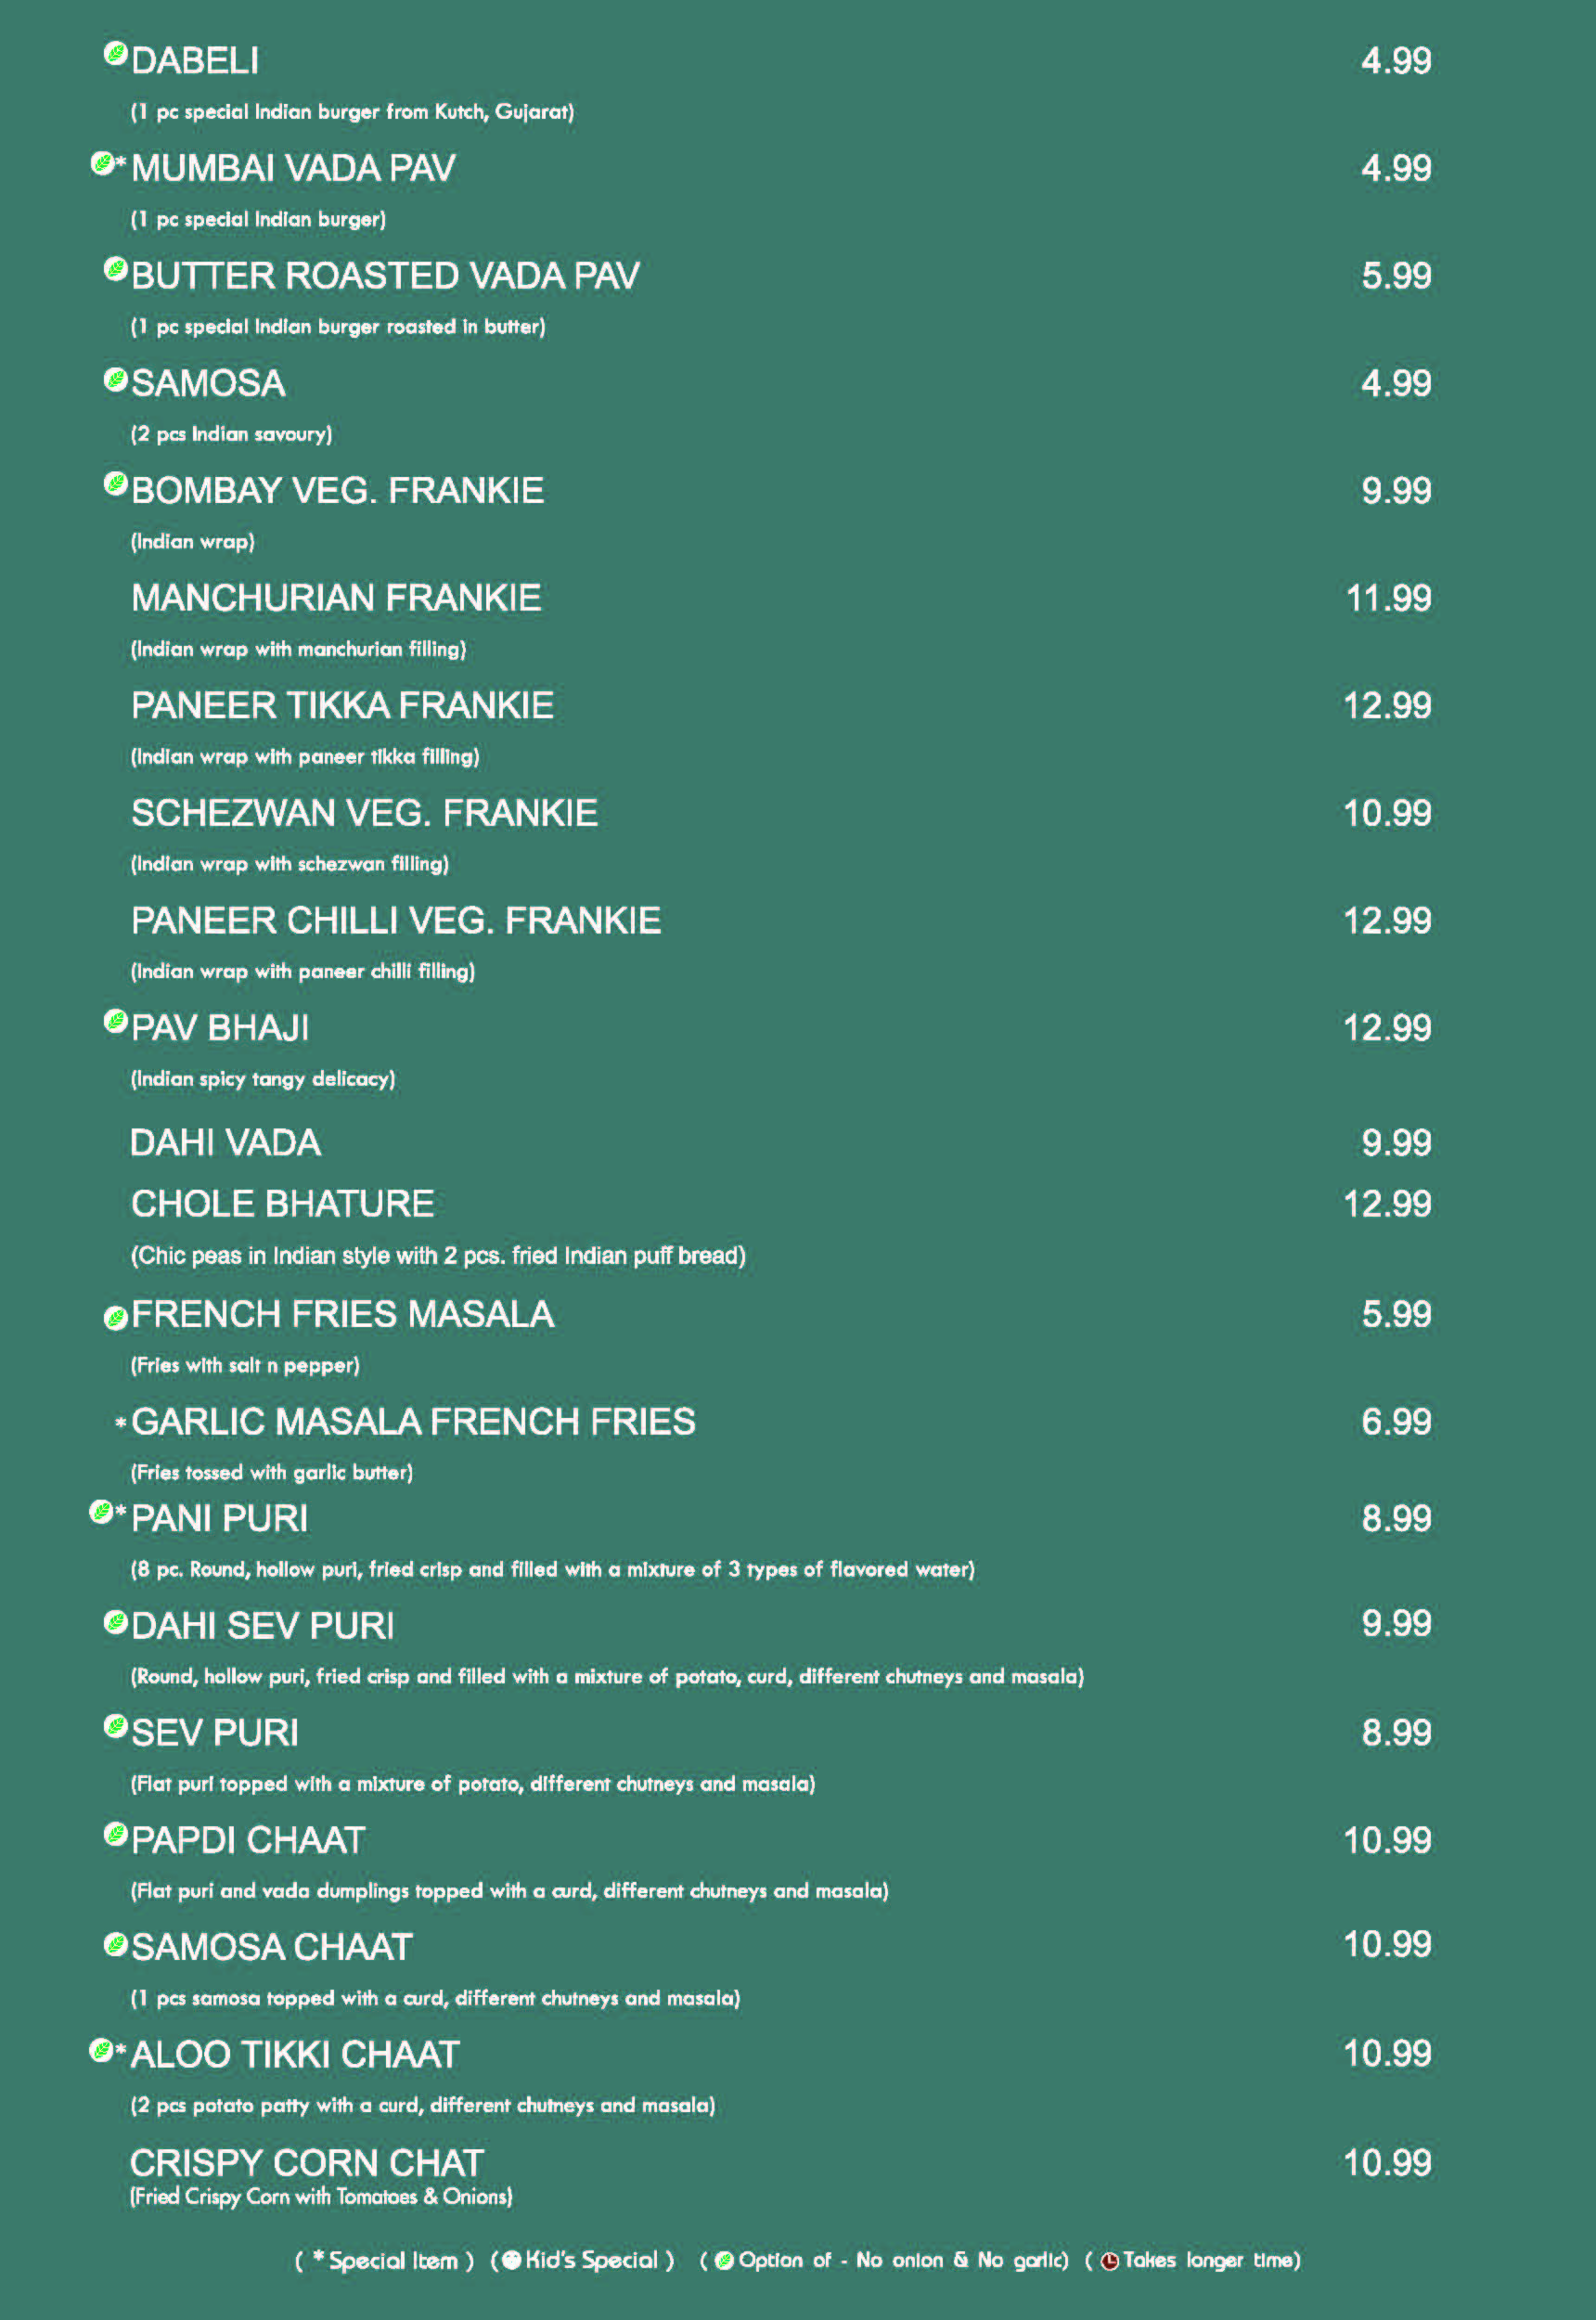 DABELI 4.99
(1 pc special Indian burger from Kutch, Gujarat)
*MUMBAI VADA PAV 4.99
(1 pc special Indian burger)
BUTTER ROASTED VADA PAV 5.99
(1 pc special Indian burger roasted in butter)
SAMOSA 4.99
(2 pcs Indian savoury)
BOMBAY VEG. FRANKIE 9.99
(Indian wrap)
MANCHURIAN FRANKIE 11.99
(Indian wrap with manchurian filling)
PANEER TIKKA FRANKIE 12.99
(Indian wrap with paneer tikka filling)
SCHEZWAN VEG. FRANKIE 10.99
(Indian wrap with schezwan filling)
PANEER CHILLI VEG. FRANKIE 12.99
(Indian wrap with paneer chilli filling)
PAV BHAJI 12.99
(Indian spicy tangy delicacy)
DAHI VADA 9.99
CHOLE BHATURE 12.99
(Chic peas in Indian style with 2 pcs. fried Indian puff bread)
FRENCH FRIES MASALA 5.99
(Fries with salt n pepper)
*GARLIC MASALA FRENCH FRIES 6.99
(Fries tossed with garlic butter)
*PANI PURI 8.99
(8 pc. Round, hollow puri, fried crisp and filled with a mixture of 3 types of flavored water)
DAHI SEV PURI 9.99
(Round, hollow puri, fried crisp and filled with a mixture of potato, curd, different chutneys and masala)
SEV PURI 8.99
(Flat puri topped with a mixture of potato, different chutneys and masala)
PAPDI CHAAT 10.99
(Flat puri and vada dumplings topped with a curd, different chutneys and masala)
SAMOSA CHAAT 10.99
(1 pcs samosa topped with a curd, different chutneys and masala)
*ALOO TIKKI CHAAT 10.99
(2 pcs potato patty with a curd, different chutneys and masala)
CRISPY CORN CHAT 10.99
(Fried Crispy Corn with Tomatoes & Onions)
( * Special Item ) ( Kid's Special ) ( Option of - No onion & No garlic) ( Takes longer time)